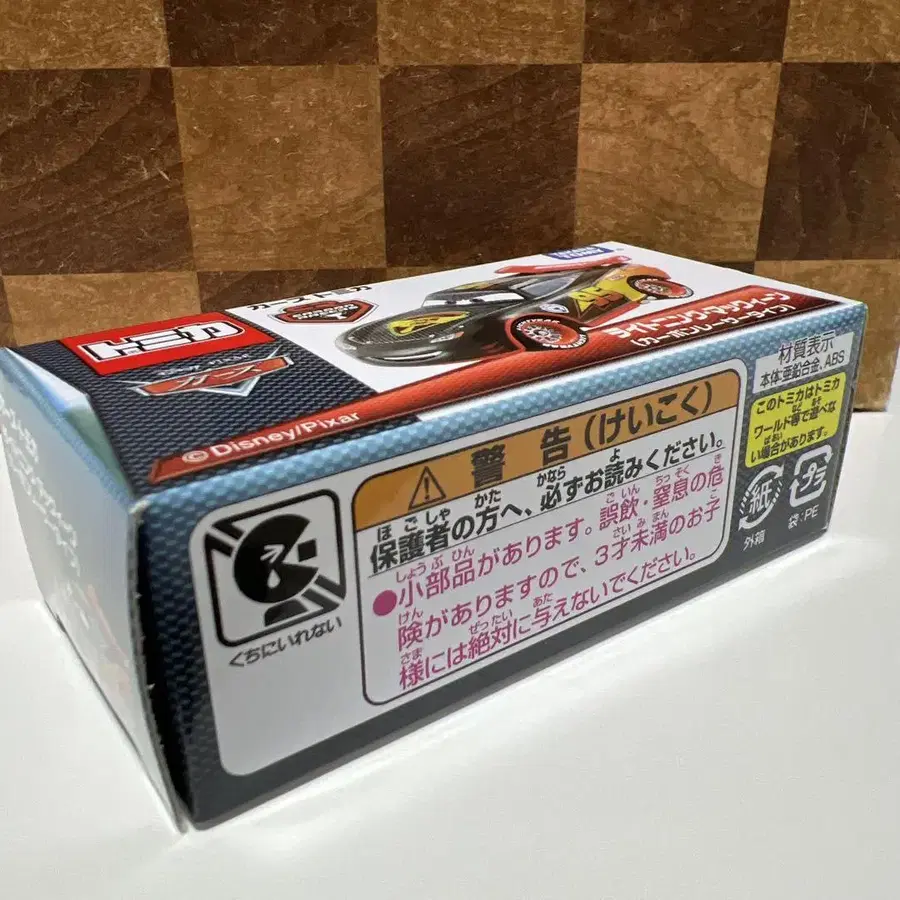 カーズトミカ
TOMY
トミカ
カーズ
ライトニング・マックィーン
(カーボンレーサータイプ)
©Disney/Pixar
警告(けいこく)
保護者の方へ、必ずお読みください。
●小部品があります。誤飲・窒息の危
険がありますので、3才未満のお子
様には絶対に与えないでください。
くちにいれない
材質表示
本体:亜鉛合金、ABS
このトミカはトミカ
ワールド等で遊べな
い場合があります。
紙
外箱
プラ
袋:PE